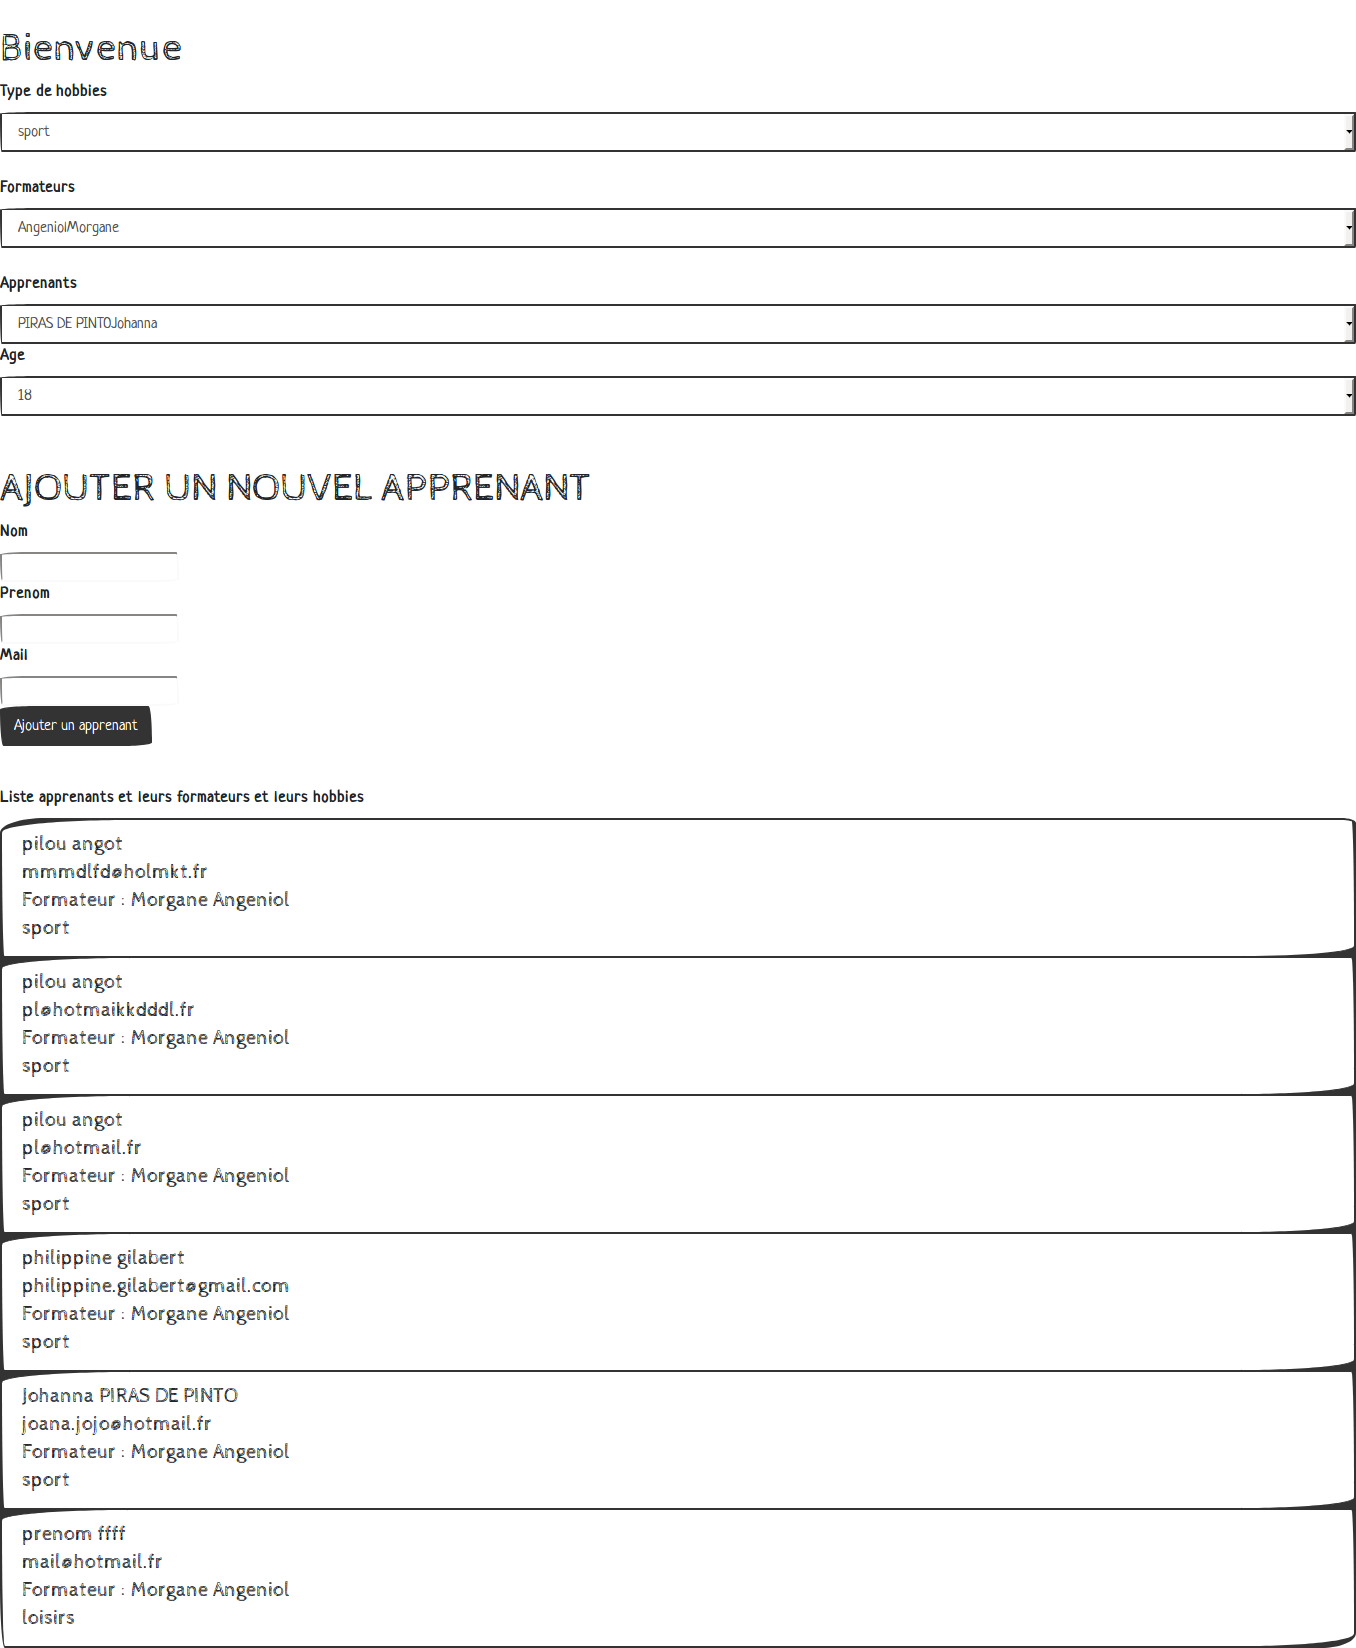 Bienvenue
Type de hobbies
sport
Formateurs
AngeniolMorgane
Apprenants
PIRAS DE PINTOJohanna
Age
18
AJOUTER UN NOUVEL APPRENANT
Nom
Prenom
Mail
Ajouter un apprenant
Liste apprenants et leurs formateurs et leurs hobbies
pilou angot
mmmdlfd@holmkt.fr
Formateur : Morgane Angeniol
sport
pilou angot
pl@hotmaikkdddl.fr
Formateur : Morgane Angeniol
sport
pilou angot
pl@hotmail.fr
Formateur : Morgane Angeniol
sport
philippine gilabert
philippine.gilabert@gmail.com
Formateur : Morgane Angeniol
sport
Johanna PIRAS DE PINTO
joana.jojo@hotmail.fr
Formateur : Morgane Angeniol
sport
prenom ffff
mail@hotmail.fr
Formateur : Morgane Angeniol
loisirs